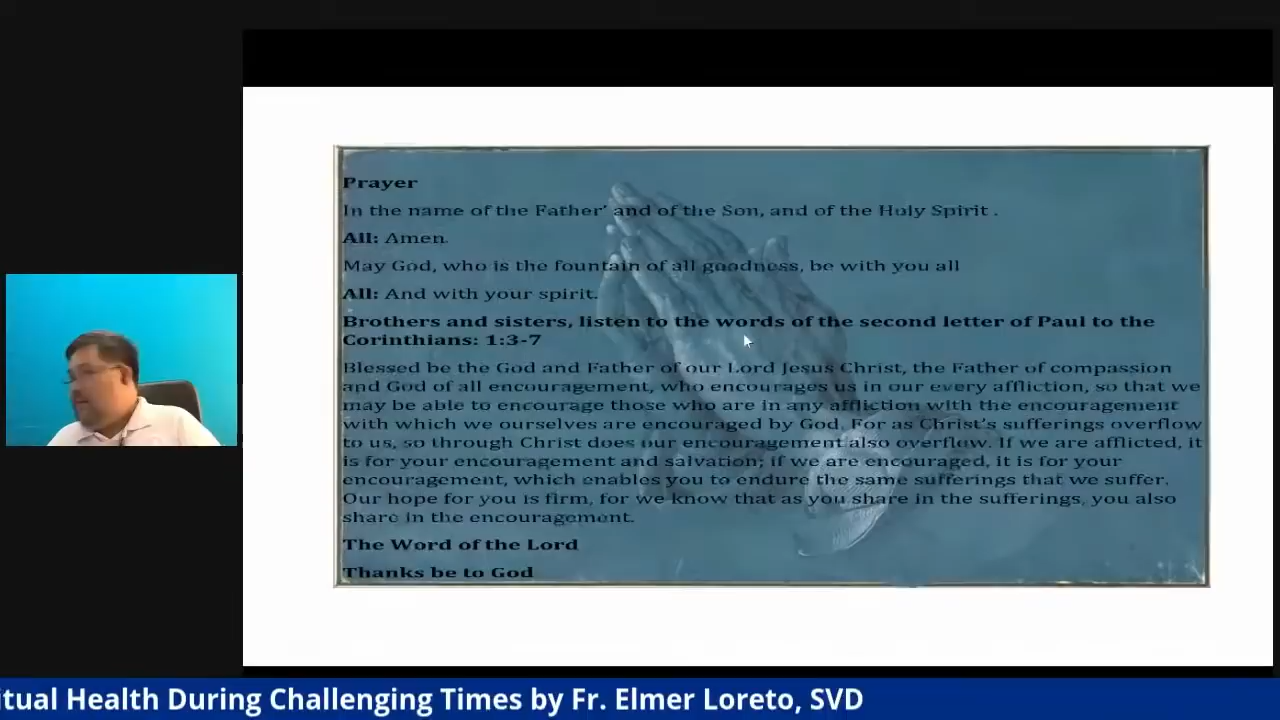 Prayer
In the name of the Father' and of the Son, and of the Holy Spirit .
All: Amen.
May God, who is the fountain of all goodness, be with you all
All: And with your spirit.
Brothers and sisters, listen to the words of the second letter of Paul to the
Corinthians: 1:3-7
Blessed be the God and Father of our Lord Jesus Christ, the Father of compassion
and God of all encouragement, who encourages us in our every affliction, so that we
may be able to encourage those who are in any affliction with the encouragement
with which we ourselves are encouraged by God. For as Christ's sufferings overflow
to us, so through Christ does our encouragement also overflow. If we are afflicted, it
is for your encouragement and salvation; if we are encouraged, it is for your
encouragement, which enables you to endure the same sufferings that we suffer.
Our hope for you is firm, for we know that as you share in the sufferings, you also
share in the encouragement.
The Word of the Lord
Thanks be to God
itual Health During Challenging Times by Fr. Elmer Loreto, SVD